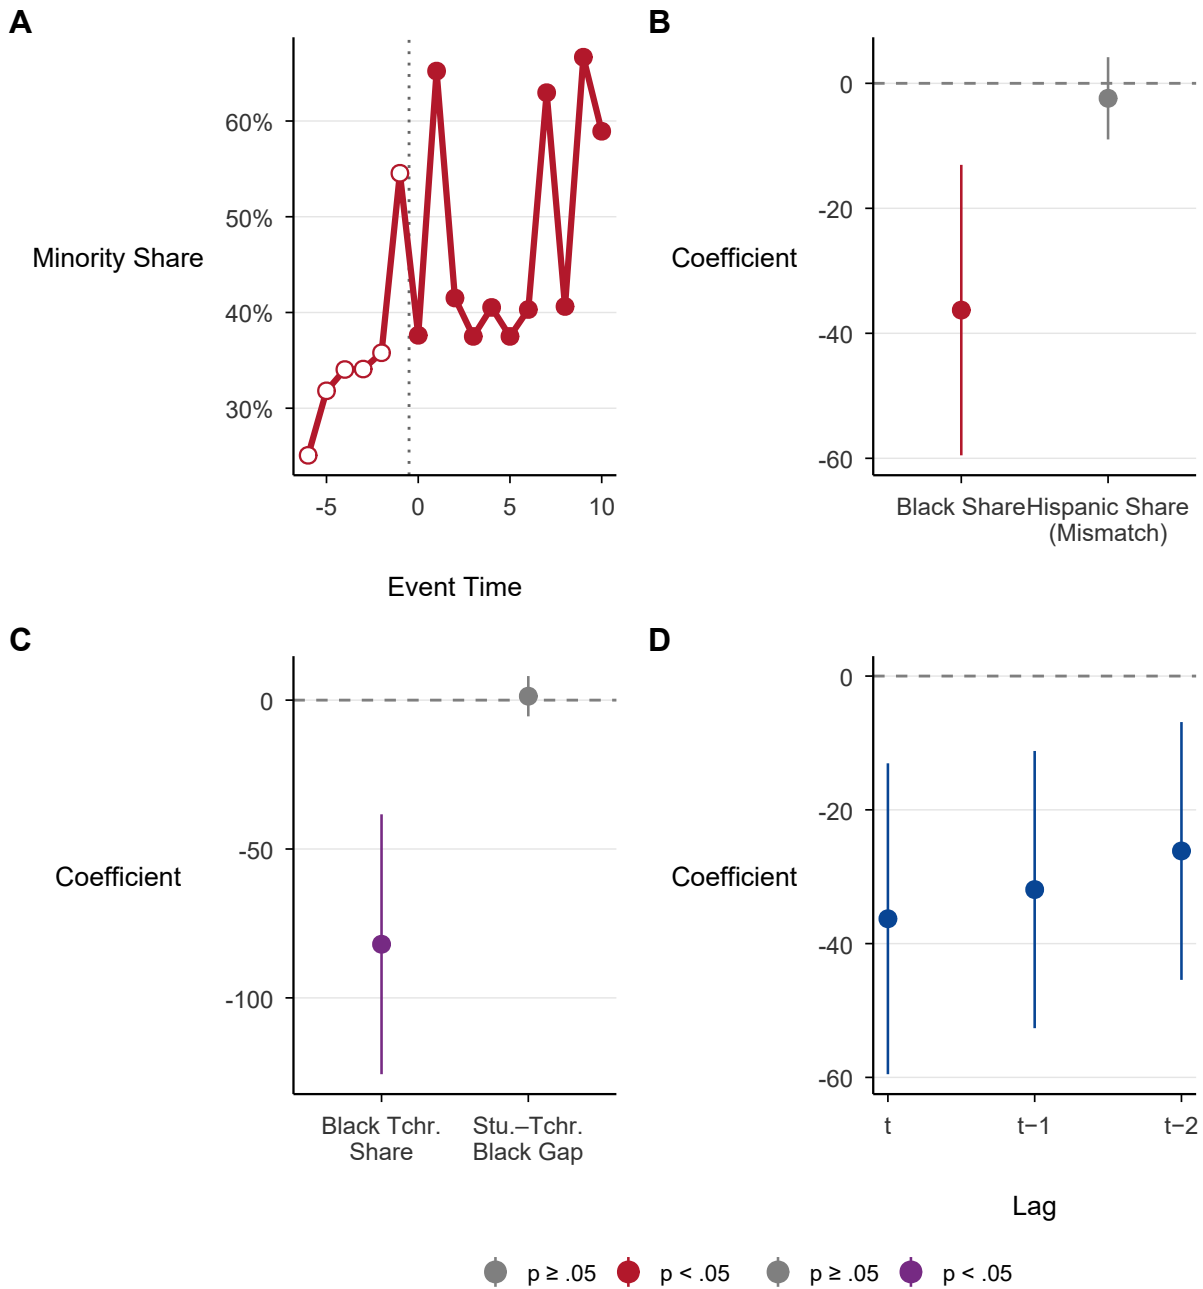 A
60%
50%
40%
30%
Minority Share
-5 0 5 10
Event Time
B
0
-20
-40
-60
Coefficient
Black Share Hispanic Share
(Mismatch)
C
0
-50
-100
Coefficient
Black Tchr. Stu.–Tchr.
Share Black Gap
D
0
-20
-40
-60
Coefficient
t t−1 t−2
Lag
p ≥ .05 p < .05 p ≥ .05 p < .05